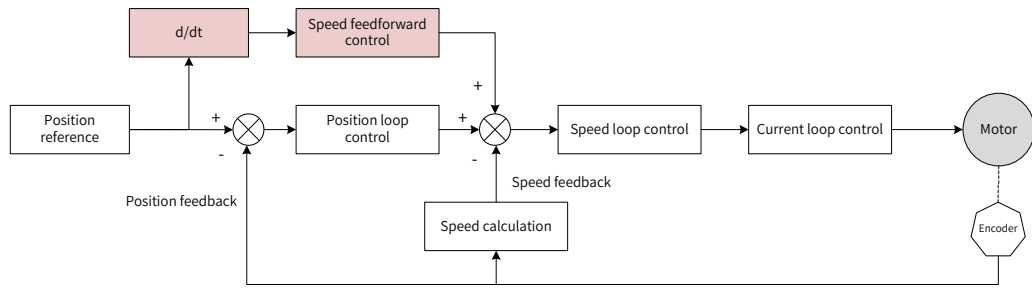 d/dt
Speed feedforward
control
+
Position
reference
+
-
Position loop
control
+
-
Speed loop control
Current loop control
Motor
Position feedback
Speed feedback
Speed calculation
Encoder